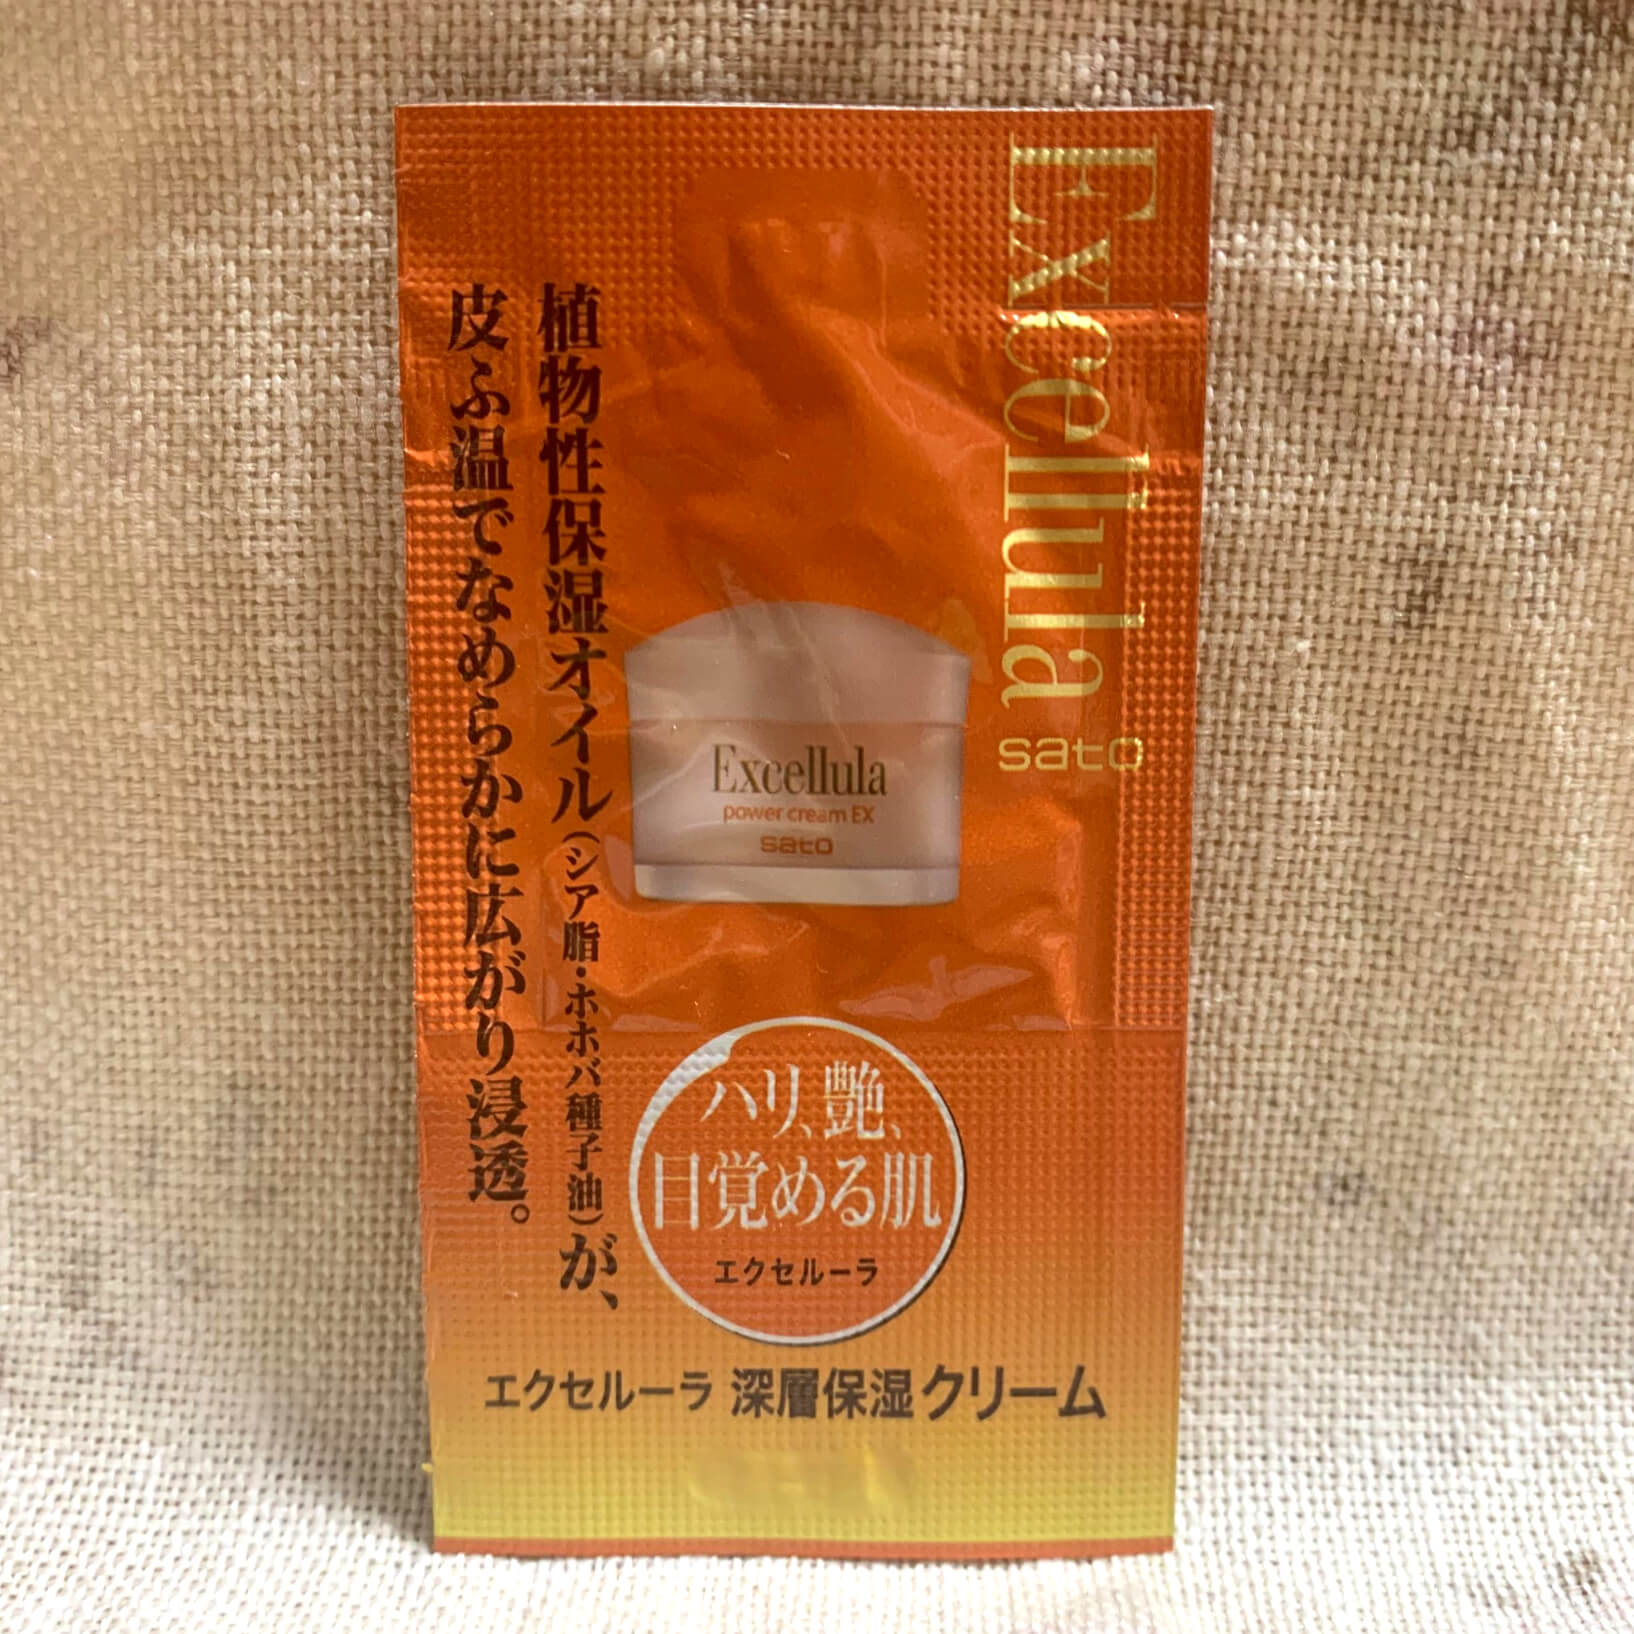 Excellula
sato
植物性保湿オイル(シア脂・ホホバ種子油)が、
皮ふ温でなめらかに広がり浸透。
Excellula
power cream EX
sato
ハリ、艶、
目覚める肌
エクセルーラ
エクセルーラ 深層保湿クリーム